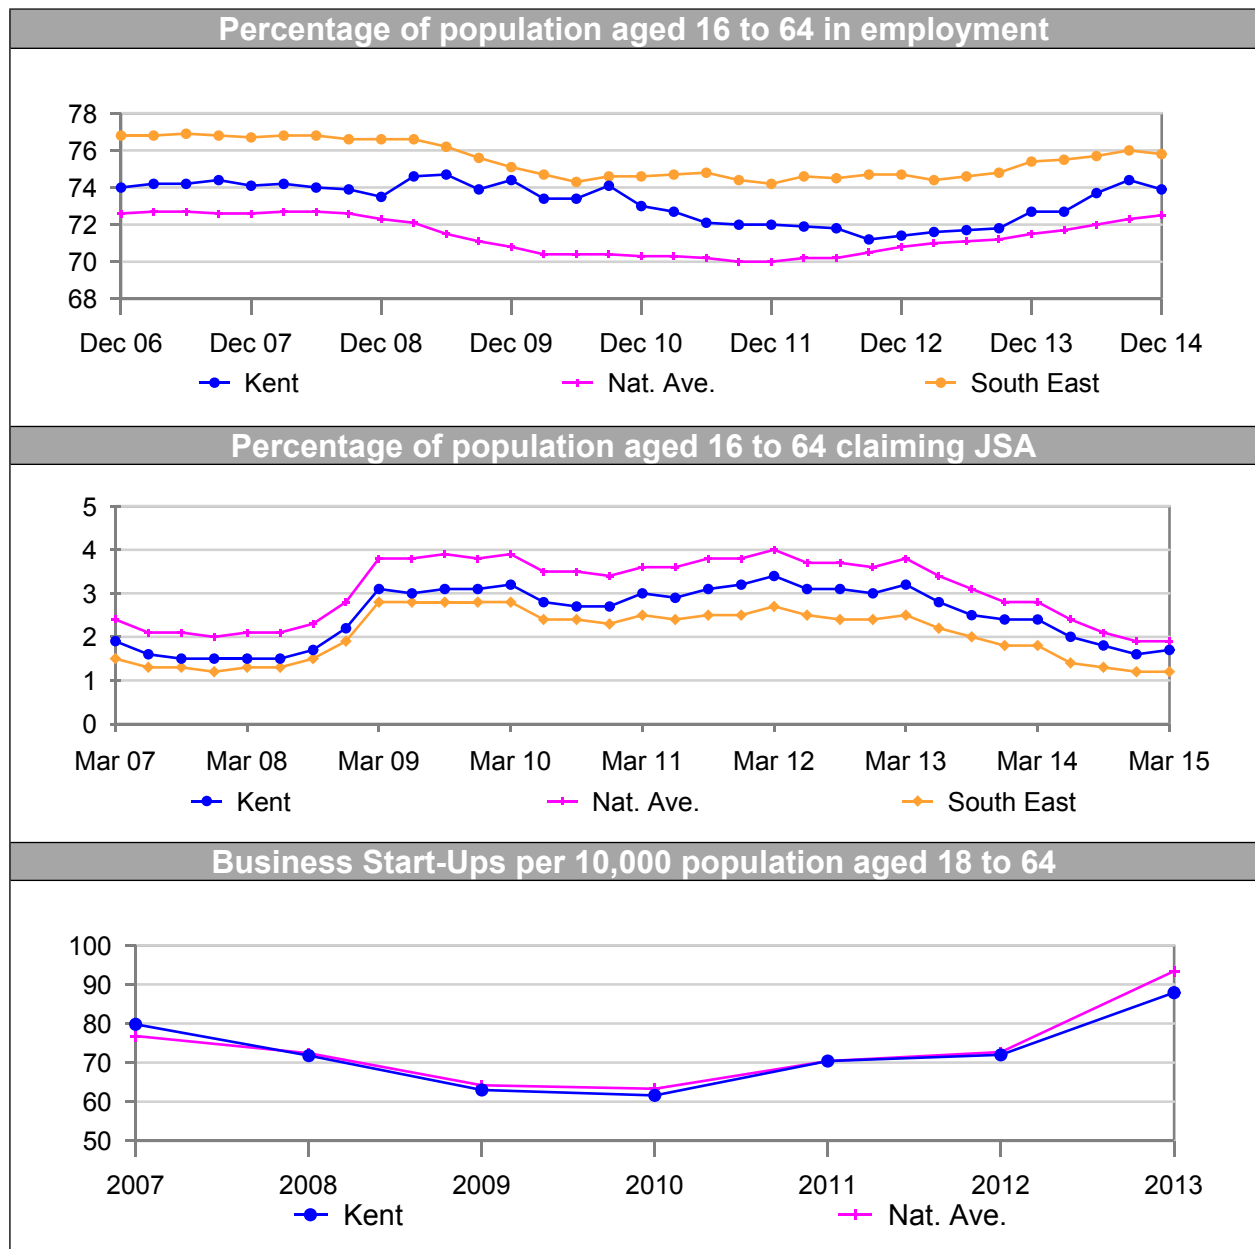 Percentage of population aged 16 to 64 in employment
78
76
74
72
70
68
Dec 06 Dec 07 Dec 08 Dec 09 Dec 10 Dec 11 Dec 12 Dec 13 Dec 14
Kent Nat. Ave. South East
Percentage of population aged 16 to 64 claiming JSA
5
4
3
2
1
0
Mar 07 Mar 08 Mar 09 Mar 10 Mar 11 Mar 12 Mar 13 Mar 14 Mar 15
Kent Nat. Ave. South East
Business Start-Ups per 10,000 population aged 18 to 64
100
90
80
70
60
50
2007 2008 2009 2010 2011 2012 2013
Kent Nat. Ave.